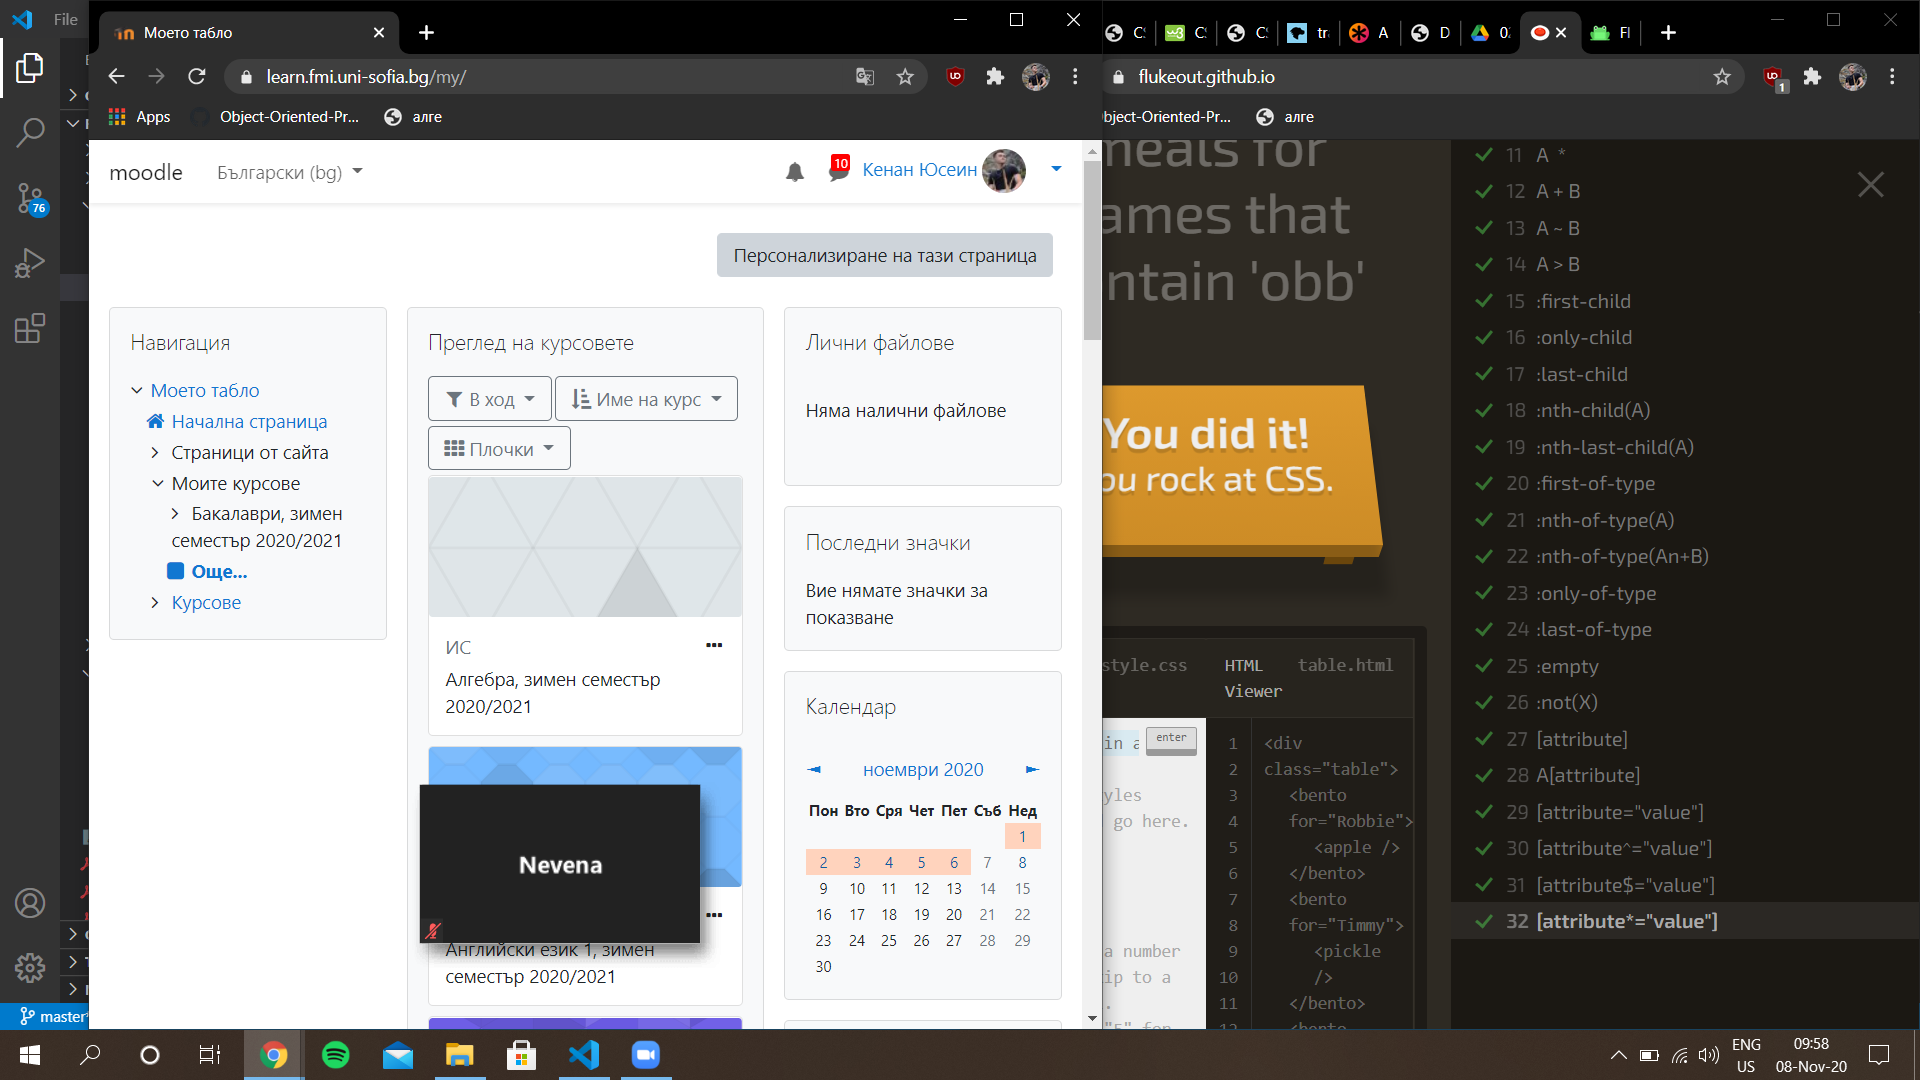 File
Моето табло
learn.fmi.uni-sofia.bg/my/
Apps
Object-Oriented-Pr...
алге
moodle
Български (bg)
10
Кенан Юсеин
Персонализиране на тази страница
Навигация
Моето табло
Начална страница
Страници от сайта
Моите курсове
Бакалаври, зимен
семестър 2020/2021
Още...
Курсове
Преглед на курсовете
В ход
Име на курс
Плочки
ИС
Алгебра, зимен семестър
2020/2021
Nevena
Английски език 1, зимен
семестър 2020/2021
Лични файлове
Няма налични файлове
Последни значки
Вие нямате значки за
показване
Календар
◄ ноември 2020 ►
Пон Вто Сря Чет Пет Съб Нед
1
2 3 4 5 6 7 8
9 10 11 12 13 14 15
16 17 18 19 20 21 22
23 24 25 26 27 28 29
30
76
master*
flukeout.github.io
1
bject-Oriented-Pr...
алге
meals for
ames that
ntain 'obb'
You did it!
ou rock at CSS.
style.css
HTML
Viewer
table.html
in a
enter
yles
go here.
a number
ip to a
"5" for
1 <div
2 class="table">
3 <bento
4 for="Robbie">
5 <apple />
6 </bento>
7 <bento
8 for="Timmy">
9 <pickle
10 />
11 </bento>
12 <bento
11 A *
12 A + B
13 A ~ B
14 A > B
15 :first-child
16 :only-child
17 :last-child
18 :nth-child(A)
19 :nth-last-child(A)
20 :first-of-type
21 :nth-of-type(A)
22 :nth-of-type(An+B)
23 :only-of-type
24 :last-of-type
25 :empty
26 :not(X)
27 [attribute]
28 A[attribute]
29 [attribute="value"]
30 [attribute^="value"]
31 [attribute$="value"]
32 [attribute*="value"]
ENG
US
09:58
08-Nov-20